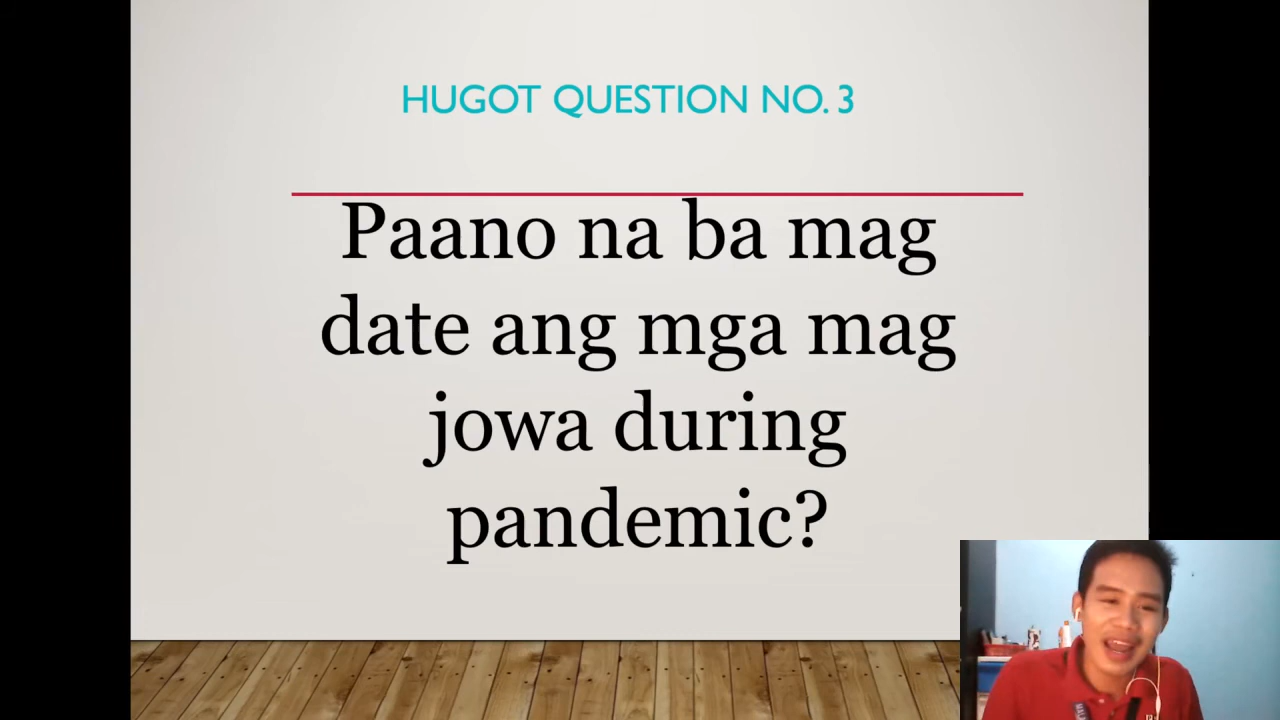 HUGOT QUESTION NO. 3
Paano na ba mag
date ang mga mag
jowa during
pandemic?